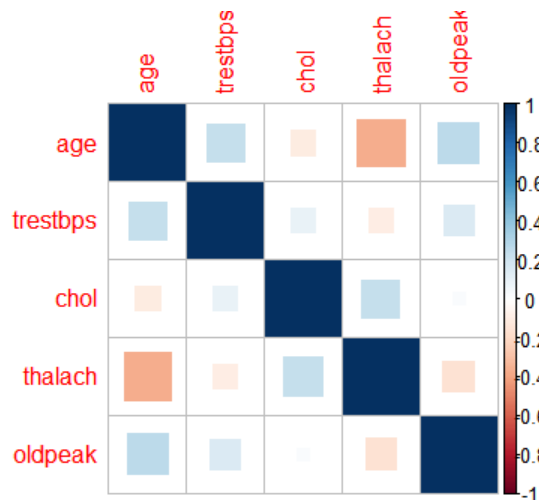 age
trestbps
chol
thalach
oldpeak
age
trestbps
chol
thalach
oldpeak
1
0.8
0.6
0.4
0.2
0
-0.2
-0.4
-0.6
-0.8
-1